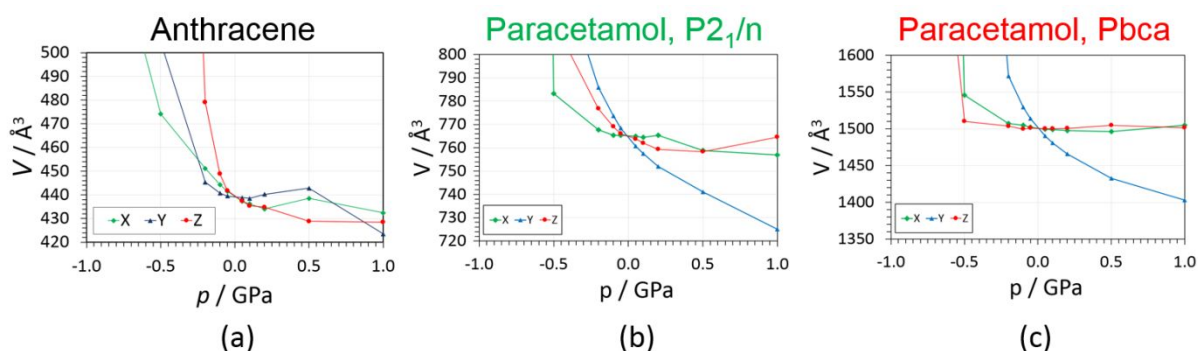 Anthracene
500
490
480
470
460
450
440
430
420
V / Å³
X Y Z
-1.0 -0.5 0.0 0.5 1.0
p / GPa
(a)
Paracetamol, P2₁/n
800
790
780
770
760
750
740
730
720
V / Å³
X Y Z
-1.0 -0.5 0.0 0.5 1.0
p / GPa
(b)
Paracetamol, Pbca
1600
1550
1500
1450
1400
1350
V / Å³
X Y Z
-1.0 -0.5 0.0 0.5 1.0
p / GPa
(c)